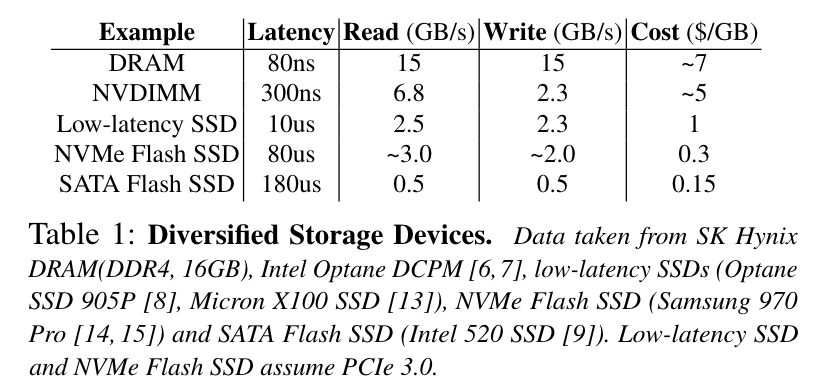 Example Latency Read (GB/s) Write (GB/s) Cost ($/GB)
DRAM 80ns 15 15 ~7
NVDIMM 300ns 6.8 2.3 ~5
Low-latency SSD 10us 2.5 2.3 1
NVMe Flash SSD 80us ~3.0 ~2.0 0.3
SATA Flash SSD 180us 0.5 0.5 0.15
Table 1: Diversified Storage Devices. Data taken from SK Hynix
DRAM(DDR4, 16GB), Intel Optane DCPM [6,7], low-latency SSDs (Optane
SSD 905P [8], Micron X100 SSD [13]), NVMe Flash SSD (Samsung 970
Pro [14, 15]) and SATA Flash SSD (Intel 520 SSD [9]). Low-latency SSD
and NVMe Flash SSD assume PCIe 3.0.